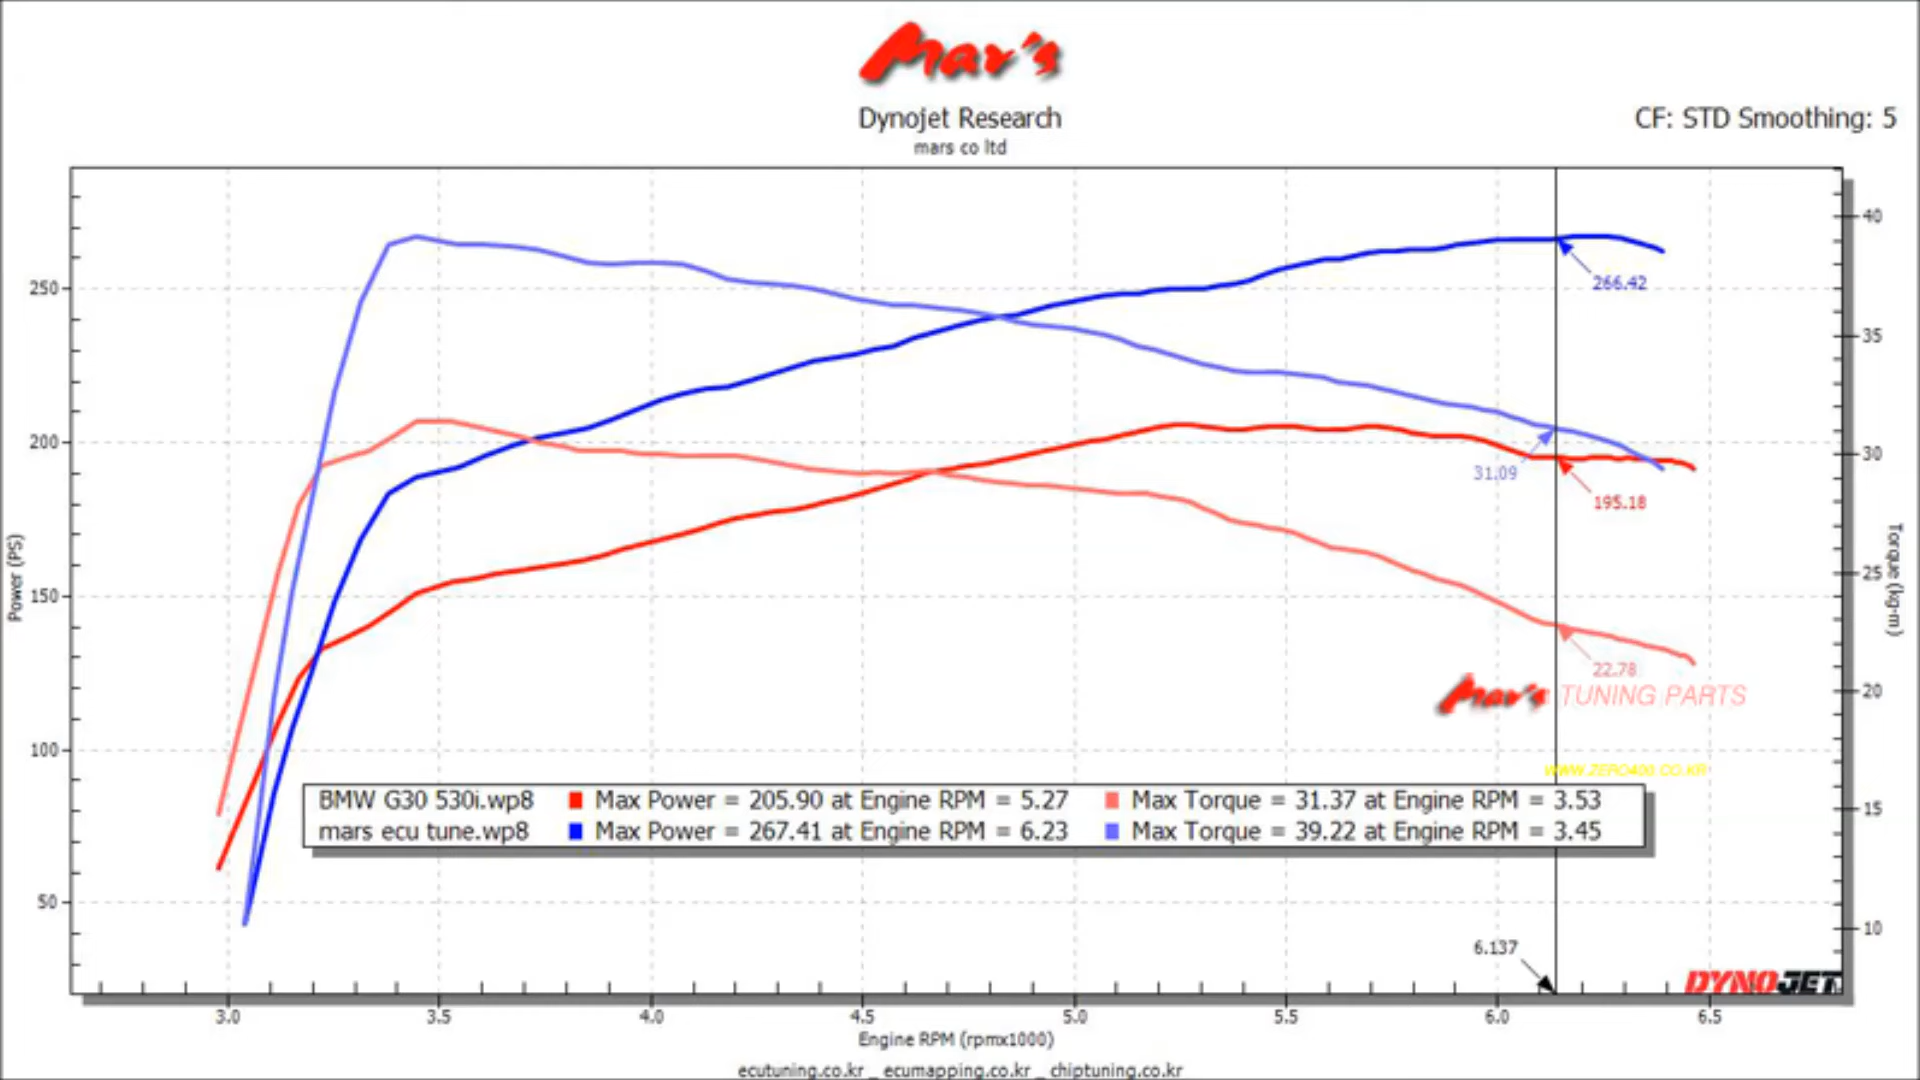 Mar's
Dynojet Research
mars co ltd
CF: STD Smoothing: 5
40
250
266.42
35
200
30
31.09
195.18
Power (PS)
Torque (kg-m)
150
25
22.78
Mar's TUNING PARTS
20
100
WWW.ZERO400.CO.KR
BMW G30 530i.wp8 Max Power = 205.90 at Engine RPM = 5.27 Max Torque = 31.37 at Engine RPM = 3.53
mars ecu tune.wp8 Max Power = 267.41 at Engine RPM = 6.23 Max Torque = 39.22 at Engine RPM = 3.45
15
50
10
6.137
DYNOJET
3.0 3.5 4.0 4.5 5.0 5.5 6.0 6.5
Engine RPM (rpmx1000)
ecutuning.co.kr _ ecumapping.co.kr _ chiptuning.co.kr